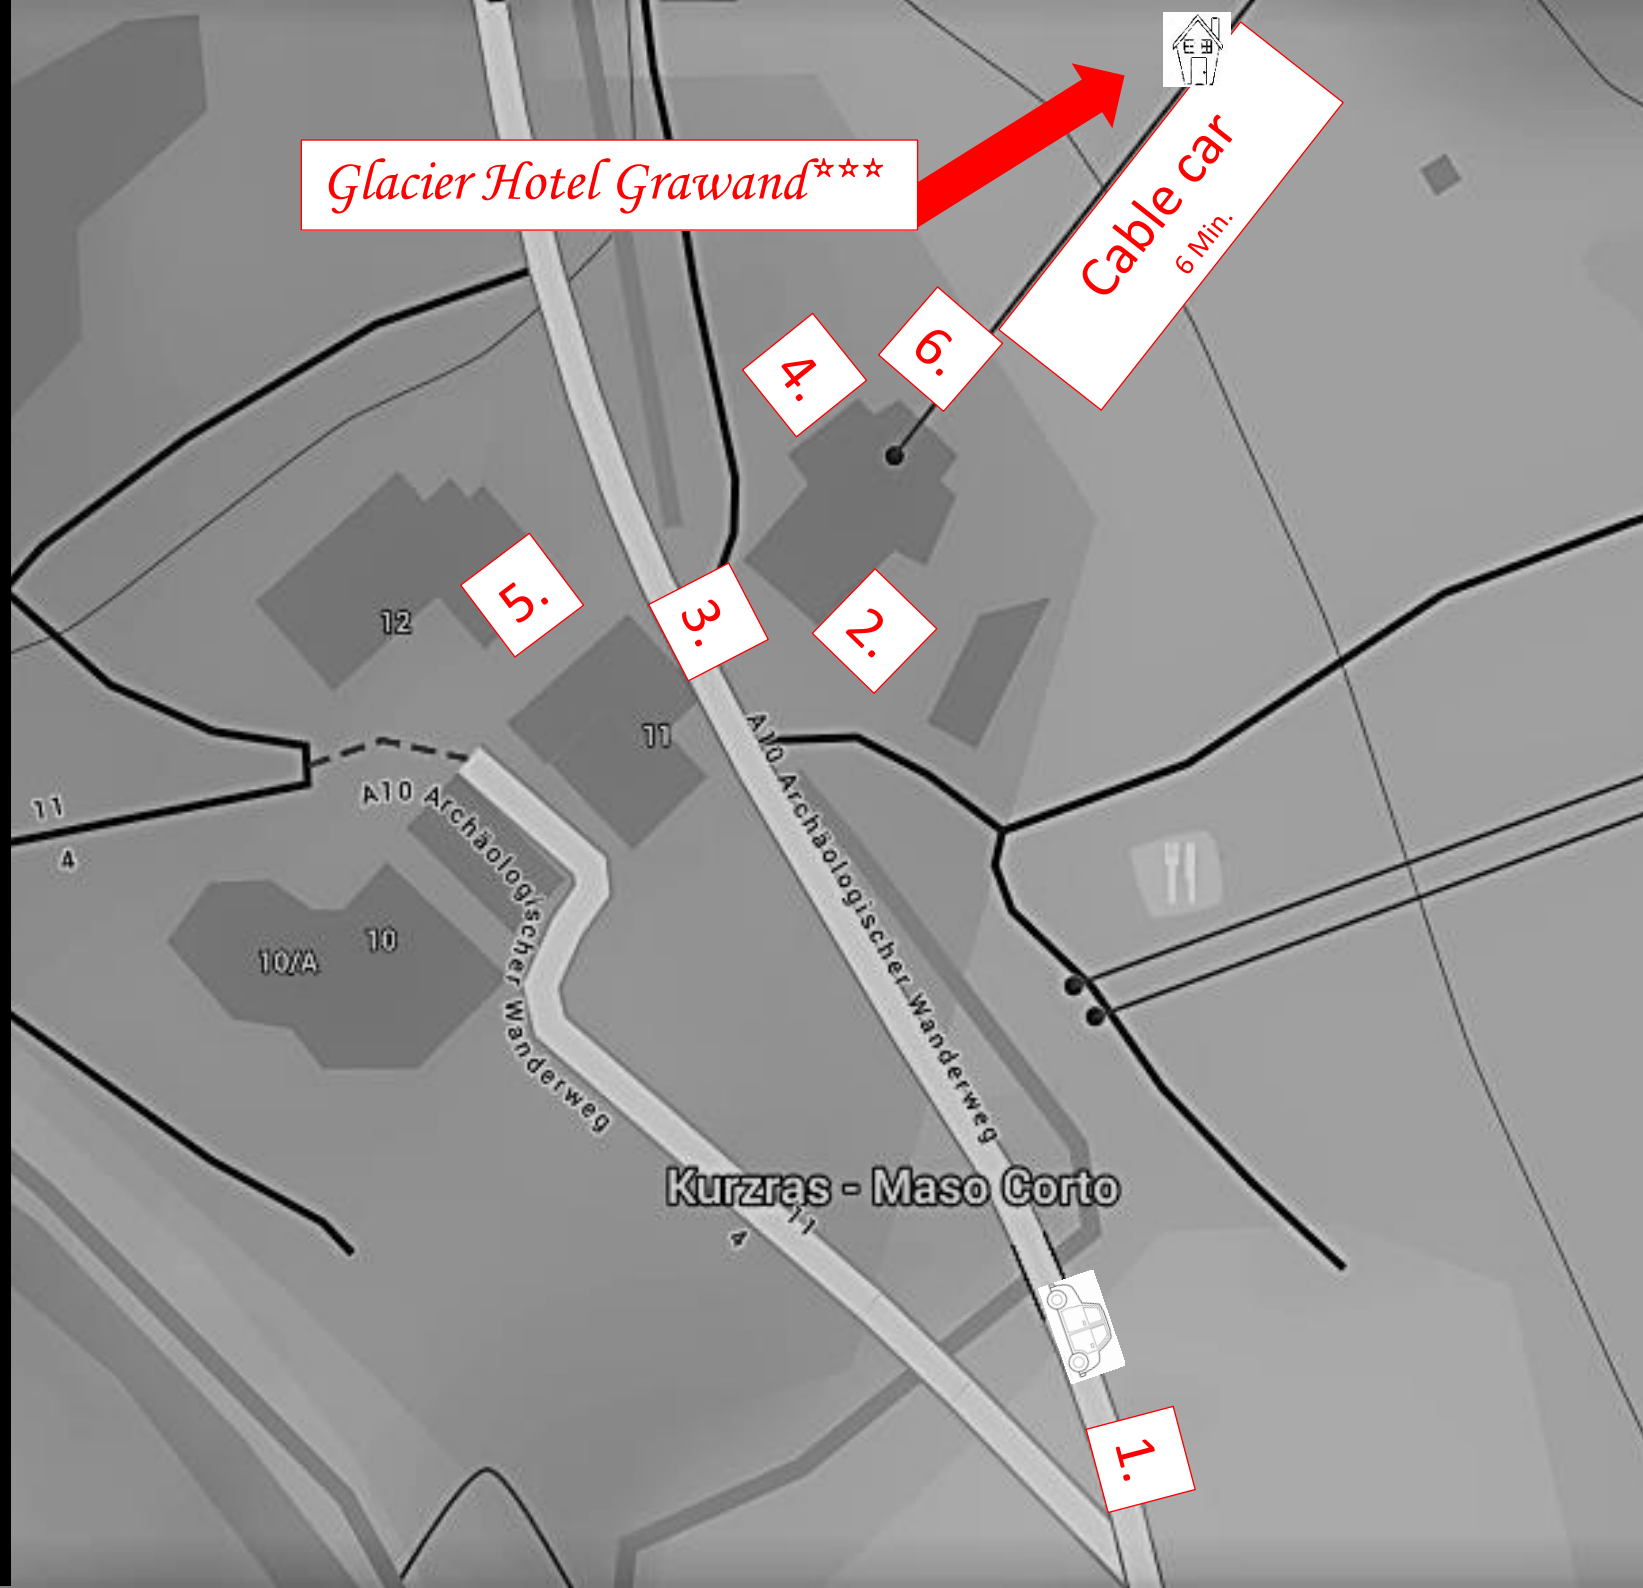 Glacier Hotel Grawand***
Cable car
6 Min.
4.
6.
5.
3.
2.
12
11
A10 Archäologischer Wanderweg
A10 Archäologischer Wanderweg
11
4
10
10/A
Kurzras - Maso Corto
11
4
1.